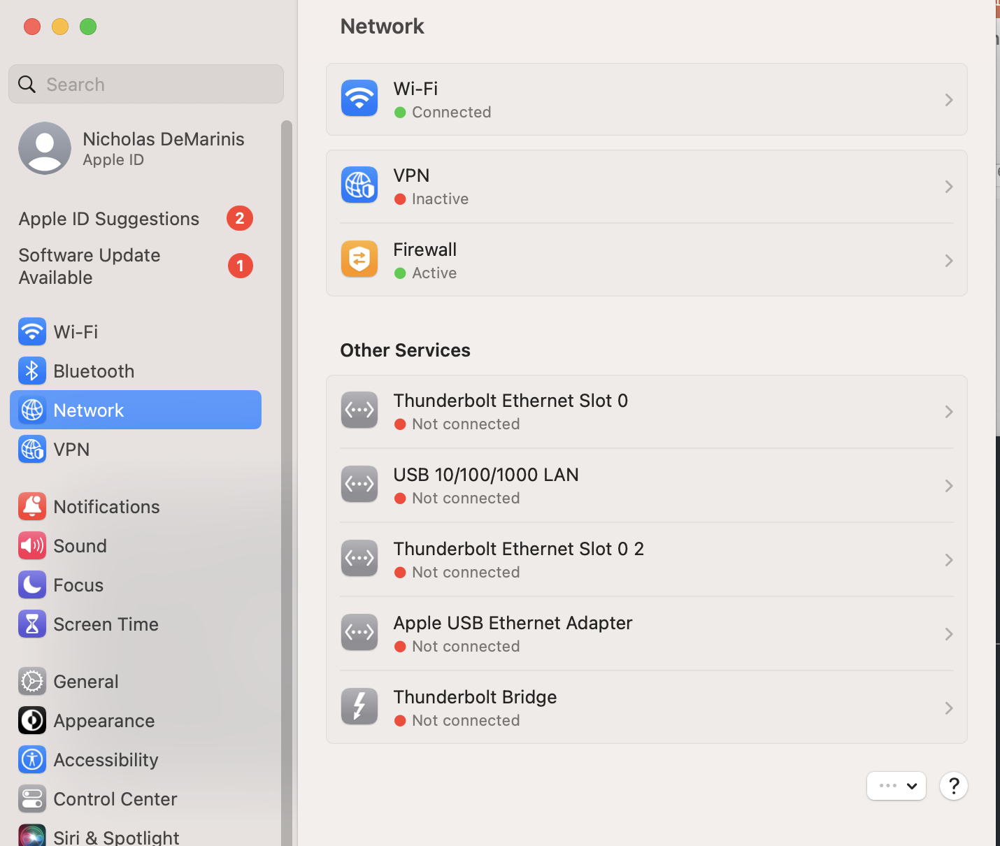 Search
Nicholas DeMarinis
Apple ID
Apple ID Suggestions
2
Software Update
Available
1
Wi-Fi
Bluetooth
Network
VPN
Notifications
Sound
Focus
Screen Time
General
Appearance
Accessibility
Control Center
Siri & Spotlight
Network
Wi-Fi
Connected
VPN
Inactive
Firewall
Active
Other Services
Thunderbolt Ethernet Slot 0
Not connected
USB 10/100/1000 LAN
Not connected
Thunderbolt Ethernet Slot 0 2
Not connected
Apple USB Ethernet Adapter
Not connected
Thunderbolt Bridge
Not connected
?